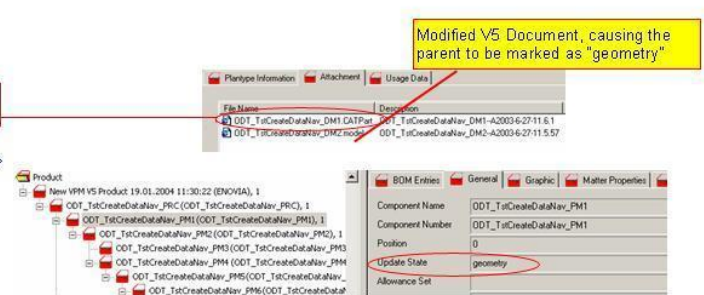 Modified V5 Document, causing the
parent to be marked as "geometry"
Plantype Information Attachment Usage Data
File Name Description
ODT_TstCreateDataNav_DM1.CATPart ODT_TstCreateDataNav_DM1-A2003-6-27-11.6.1
ODT_TstCreateDataNav_DM2.model ODT_TstCreateDataNav_DM2-A2003-6-27-11.5.57
Product
New VPM V5 Product 19.01.2004 11:30:22 (ENOVIA), 1
ODT_TstCreateDataNav_PRC (ODT_TstCreateDataNav_PRC), 1
ODT_TstCreateDataNav_PM1 (ODT_TstCreateDataNav_PM1), 1
ODT_TstCreateDataNav_PM2 (ODT_TstCreateDataNav_PM2), 1
ODT_TstCreateDataNav_PM3 (ODT_TstCreateDataNav_PM3
ODT_TstCreateDataNav_PM4 (ODT_TstCreateDataNav_PM4
ODT_TstCreateDataNav_PM5 (ODT_TstCreateDataNav_
ODT_TstCreateDataNav_PM6 (ODT_TstCreateDataN
BOM Entries General Graphic Matter Properties
Component Name ODT_TstCreateDataNav_PM1
Component Number ODT_TstCreateDataNav_PM1
Position 0
Update State geometry
Allowance Set